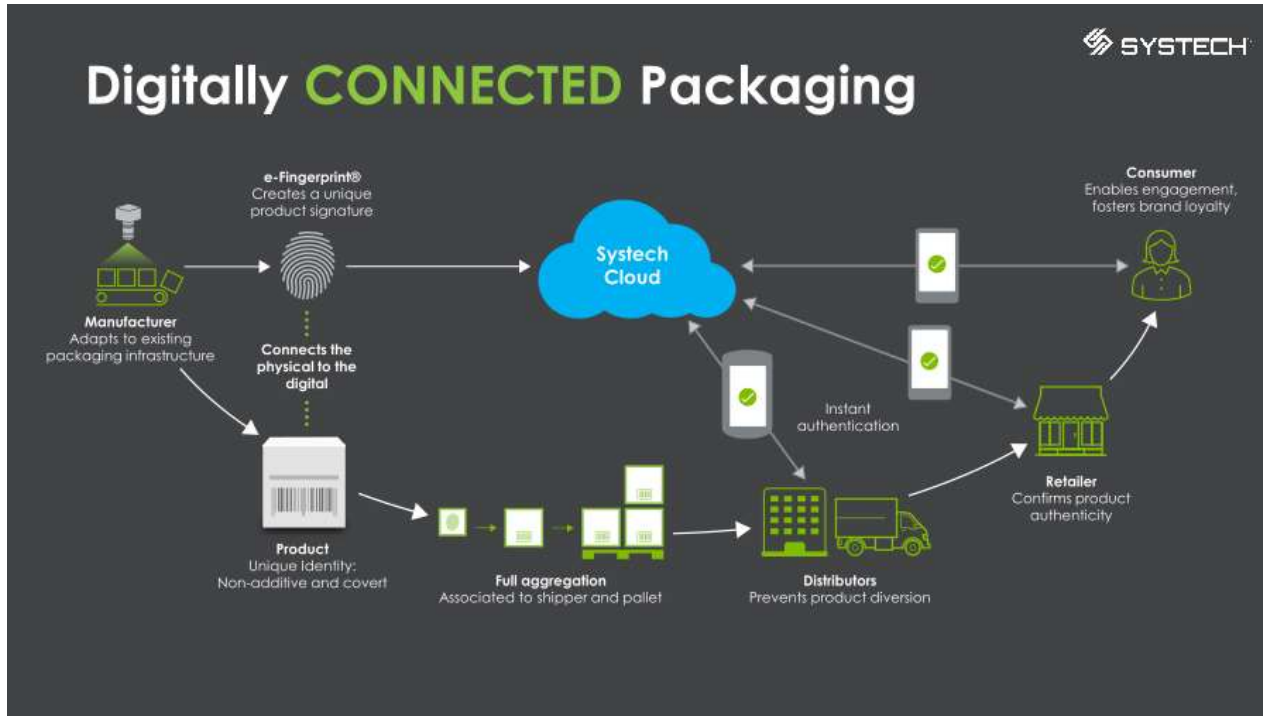 SYSTECH
Digitally CONNECTED Packaging
e-Fingerprint®
Creates a unique
product signature
Consumer
Enables engagement,
fosters brand loyalty
Systech
Cloud
Manufacturer
Adapts to existing
packaging infrastructure
Connects the
physical to the
digital
Instant
authentication
Retailer
Confirms product
authenticity
Product
Unique Identity:
Non-additive and covert
Full aggregation
Associated to shipper and pallet
Distributors
Prevents product diversion